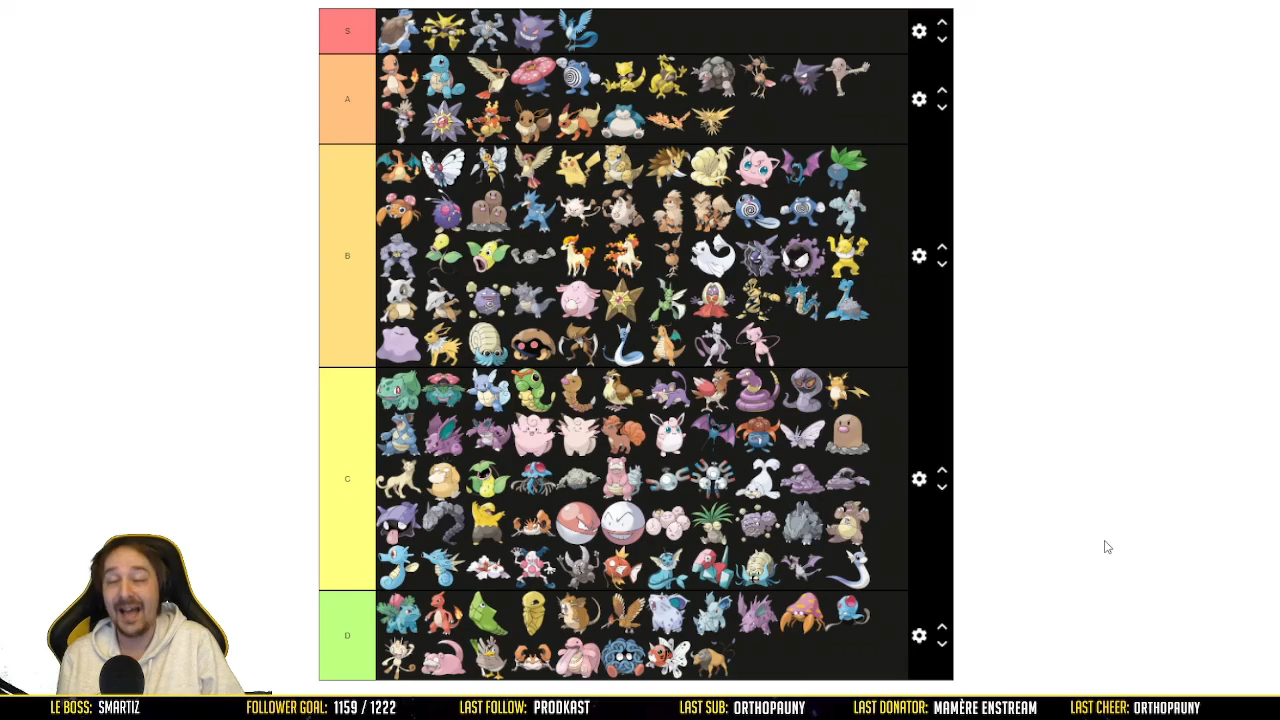 S
A
B
C
D
LE BOSS: SMARTIZ FOLLOWER GOAL: 1159 / 1222 LAST FOLLOW: PRODKAST LAST SUB: ORTHOPAUNY LAST DONATOR: MAMÈRE ENSTREAM LAST CHEER: ORTHOPAUNY